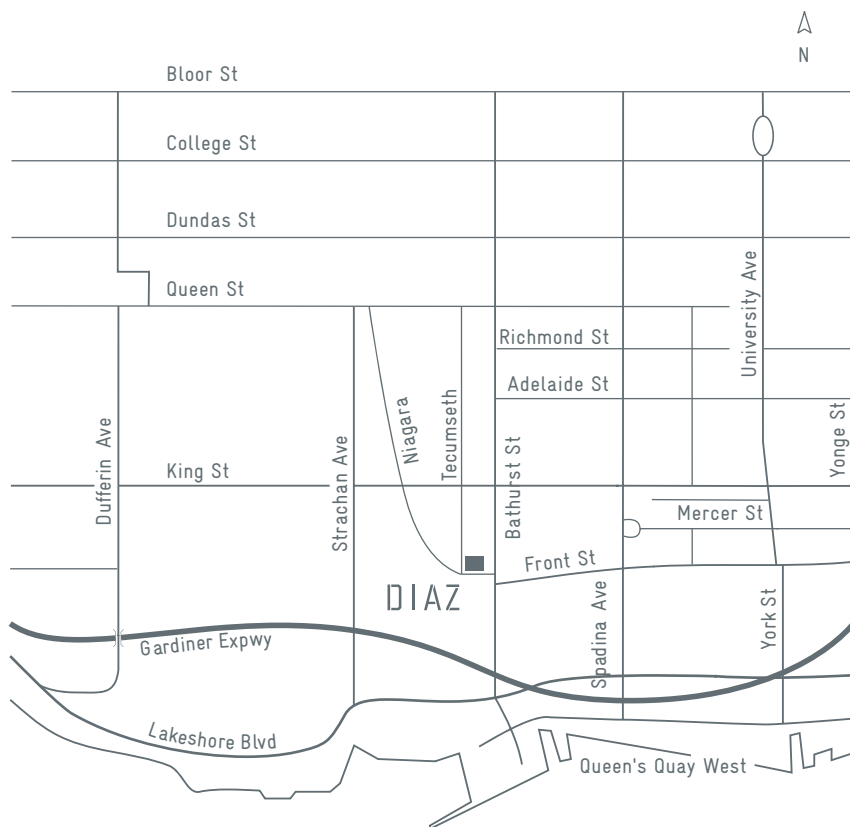 N
Bloor St
College St
Dundas St
Queen St
University Ave
Richmond St
Adelaide St
Niagara
Tecumseth
Yonge St
Dufferin Ave
King St
Strachan Ave
Bathurst St
Mercer St
Front St
DIAZ
Spadina Ave
York St
Gardiner Expwy
Lakeshore Blvd
Queen's Quay West